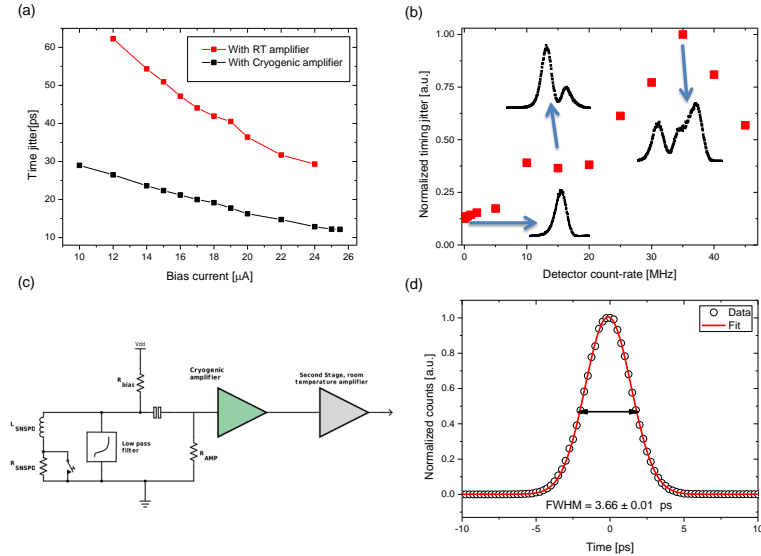 (a)
With RT amplifier
With Cryogenic amplifier
Time jitter[ps]
60
50
40
30
20
10
10
12
14
16
18
20
22
24
26
Bias current [μA]
(b)
Normalized timing jitter [a.u.]
1.00
0.75
0.50
0.25
0.00
0
10
20
30
40
Detector count-rate [MHz]
(c)
Vdd
R bias
Cryogenic
amplifier
Second Stage, room
temperature amplifier
L SNSPD
R SNSPD
Low pass
filter
R AMP
(d)
Data
Fit
Normalized counts [a.u.]
1.0
0.8
0.6
0.4
0.2
0.0
FWHM = 3.66 ± 0.01 ps
-10
-5
0
5
10
Time [ps]